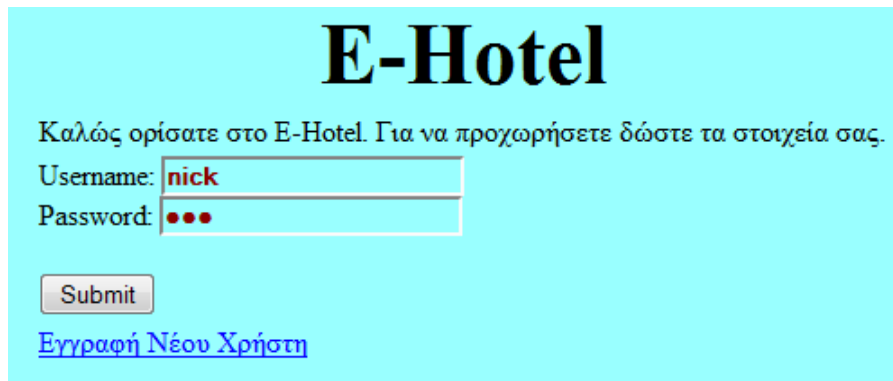 E-Hotel
Καλώς ορίσατε στο E-Hotel. Για να προχωρήσετε δώστε τα στοιχεία σας.
Username: nick
Password: •••
Submit
Εγγραφή Νέου Χρήστη